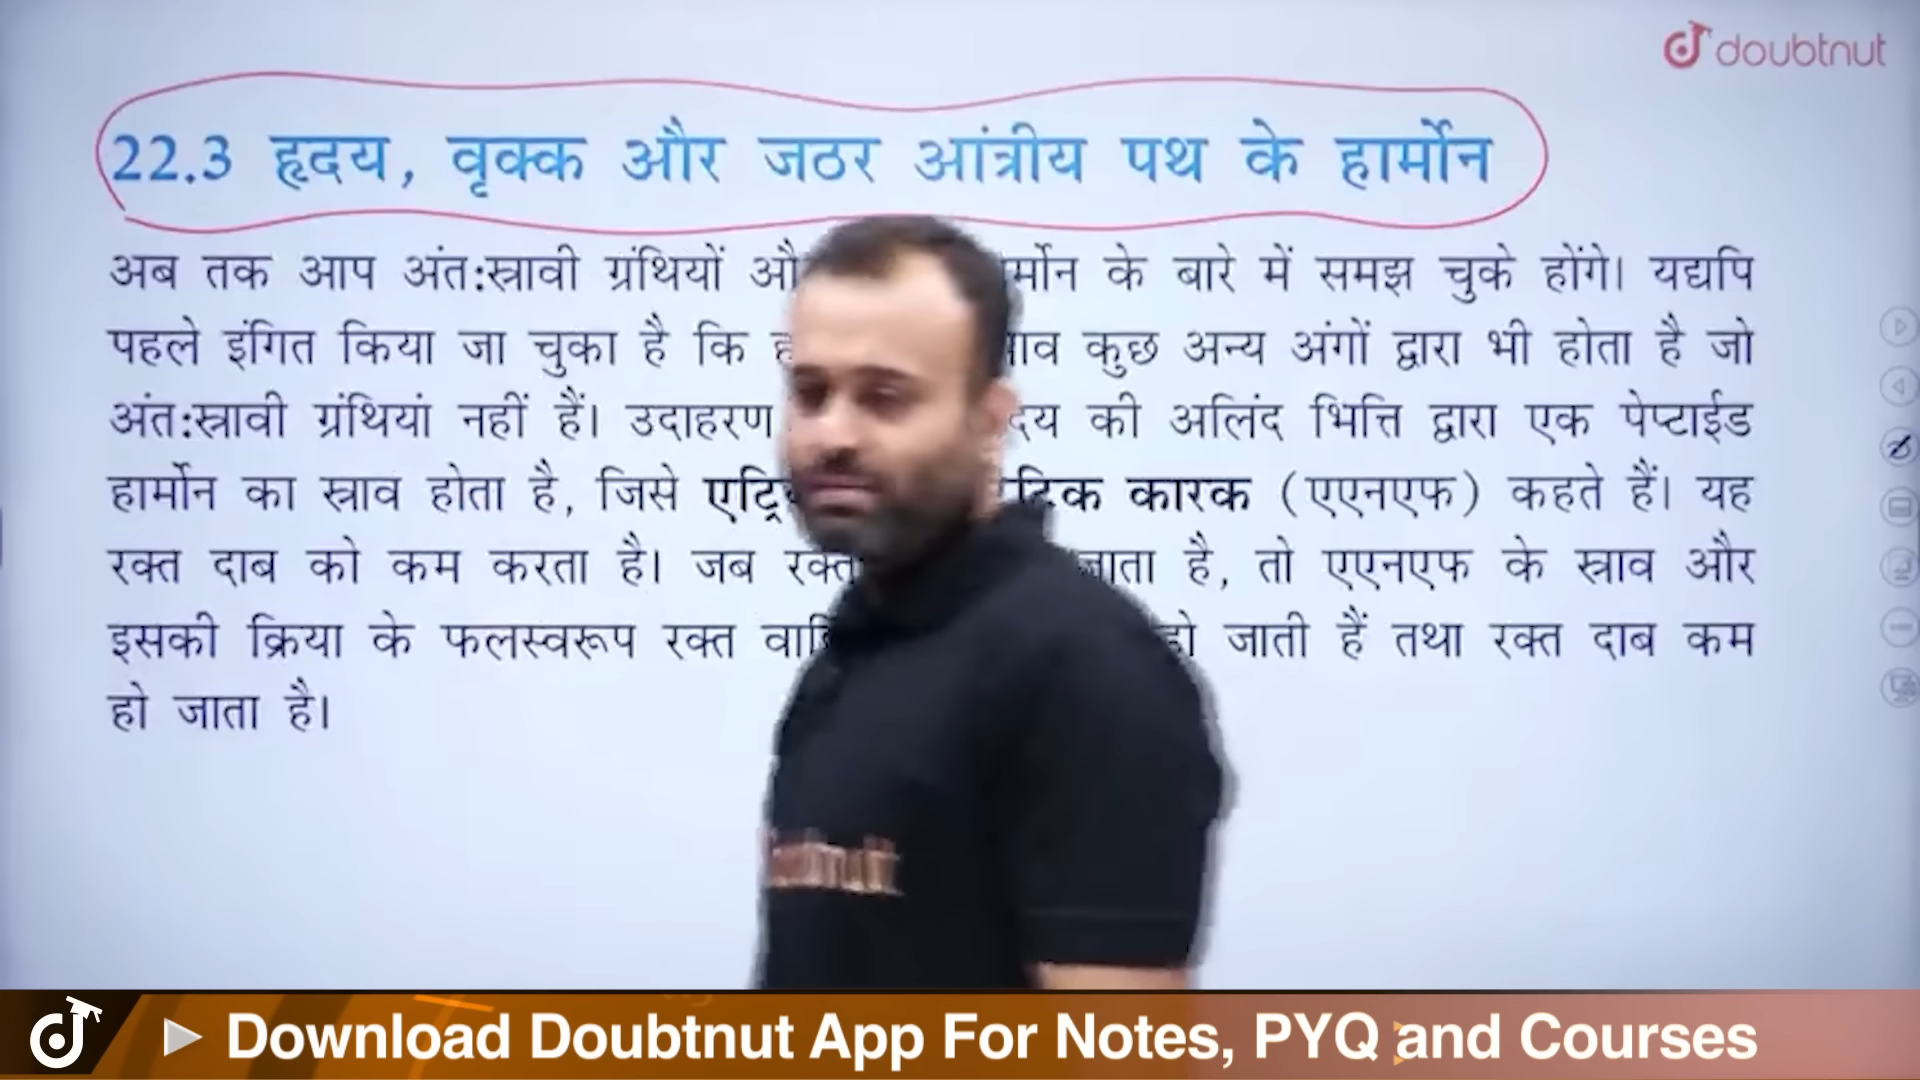 doubtnut
22.3 हृदय, वृक्क और जठर आंत्रीय पथ के हार्मोन
अब तक आप अंत:स्रावी ग्रंथियों के बारे में समझ चुके होंगे। यद्यपि
पहले इंगित किया जा चुका है कि कुछ अन्य अंगों द्वारा भी होता है जो
अंत:स्रावी ग्रंथियां नहीं हैं। उदाहरण की अलिंद भित्ति द्वारा एक पेप्टाईड
हार्मोन का स्राव होता है, जिसे कारक (एएनएफ) कहते हैं। यह
रक्त दाब को कम करता है। जब रक्त है, तो एएनएफ के स्राव और
इसकी क्रिया के फलस्वरूप रक्त हो जाती हैं तथा रक्त दाब कम
हो जाता है।
Download Doubtnut App For Notes, PYQ and Courses